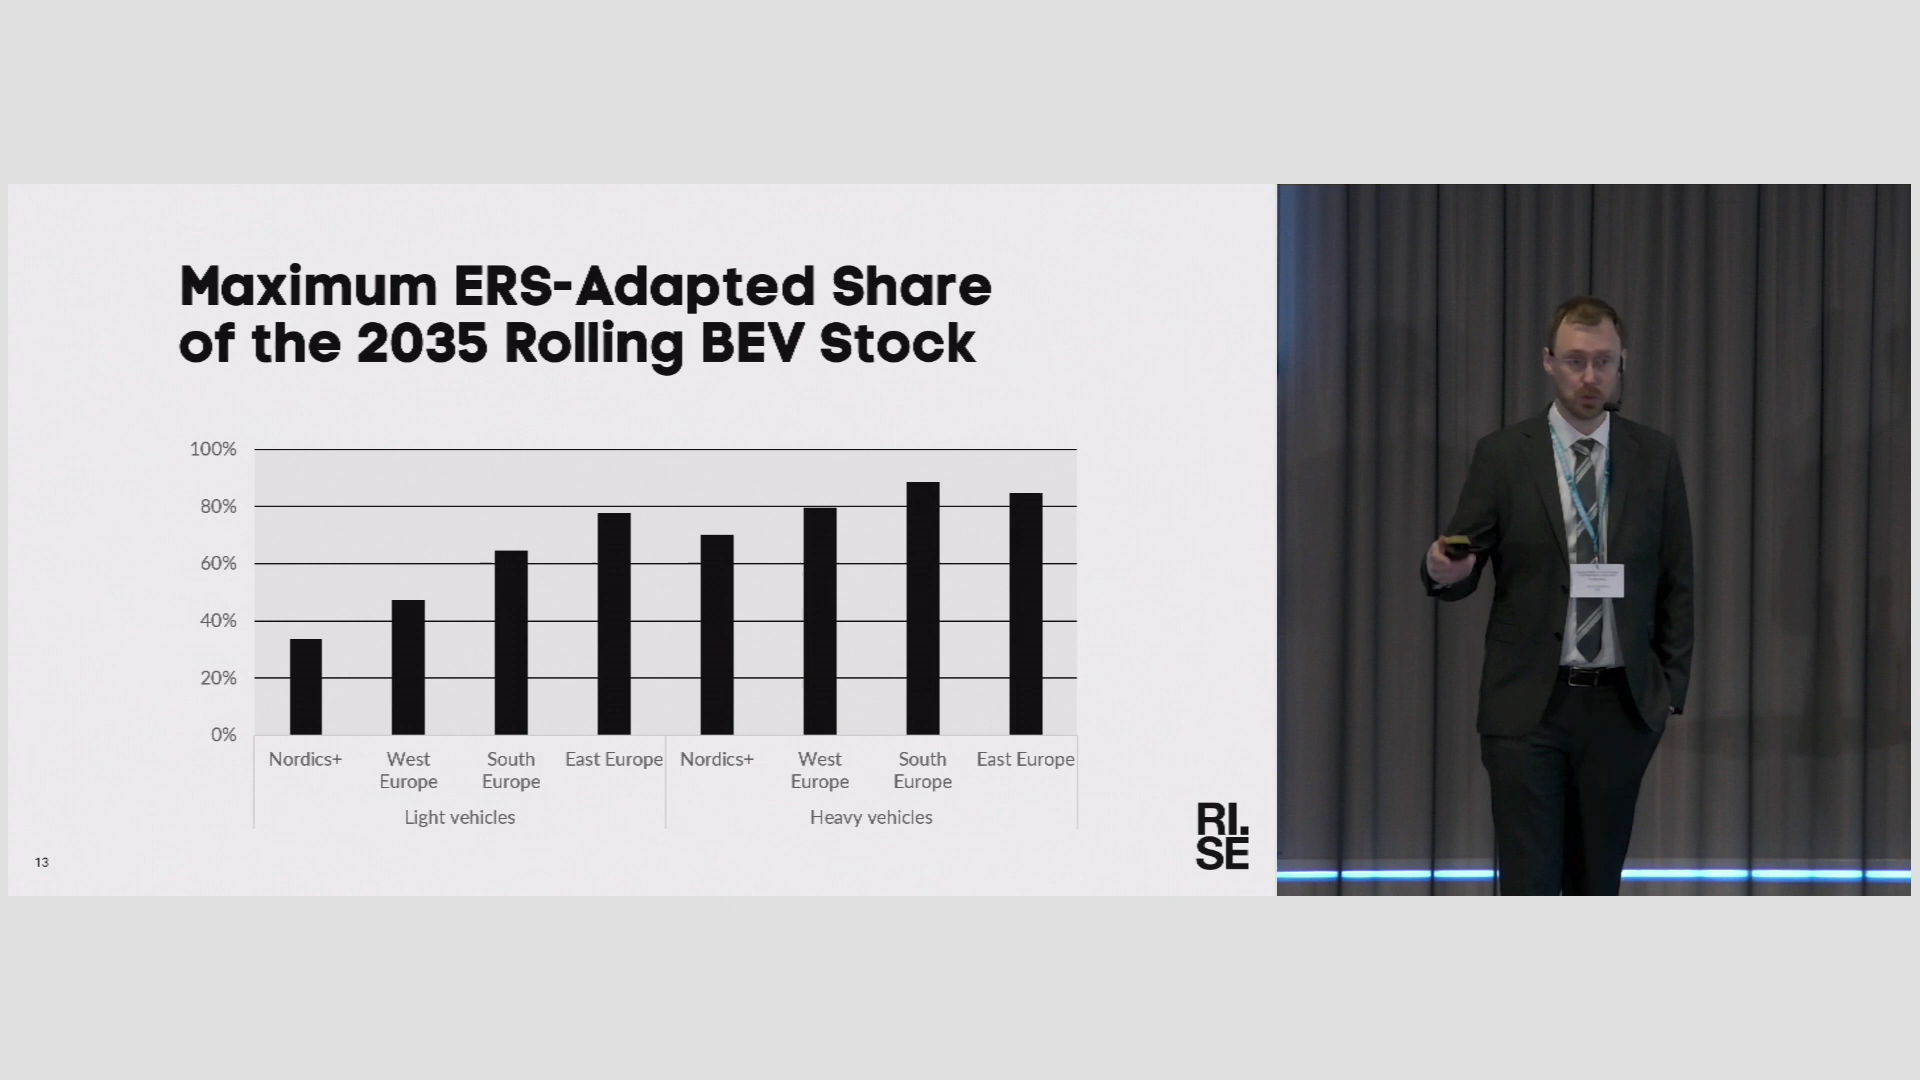 Maximum ERS-Adapted Share
of the 2035 Rolling BEV Stock
100%
80%
60%
40%
20%
0%
Nordics+
West
Europe
South
Europe
East Europe
Nordics+
West
Europe
South
Europe
East Europe
Light vehicles
Heavy vehicles
13
RI.
SE